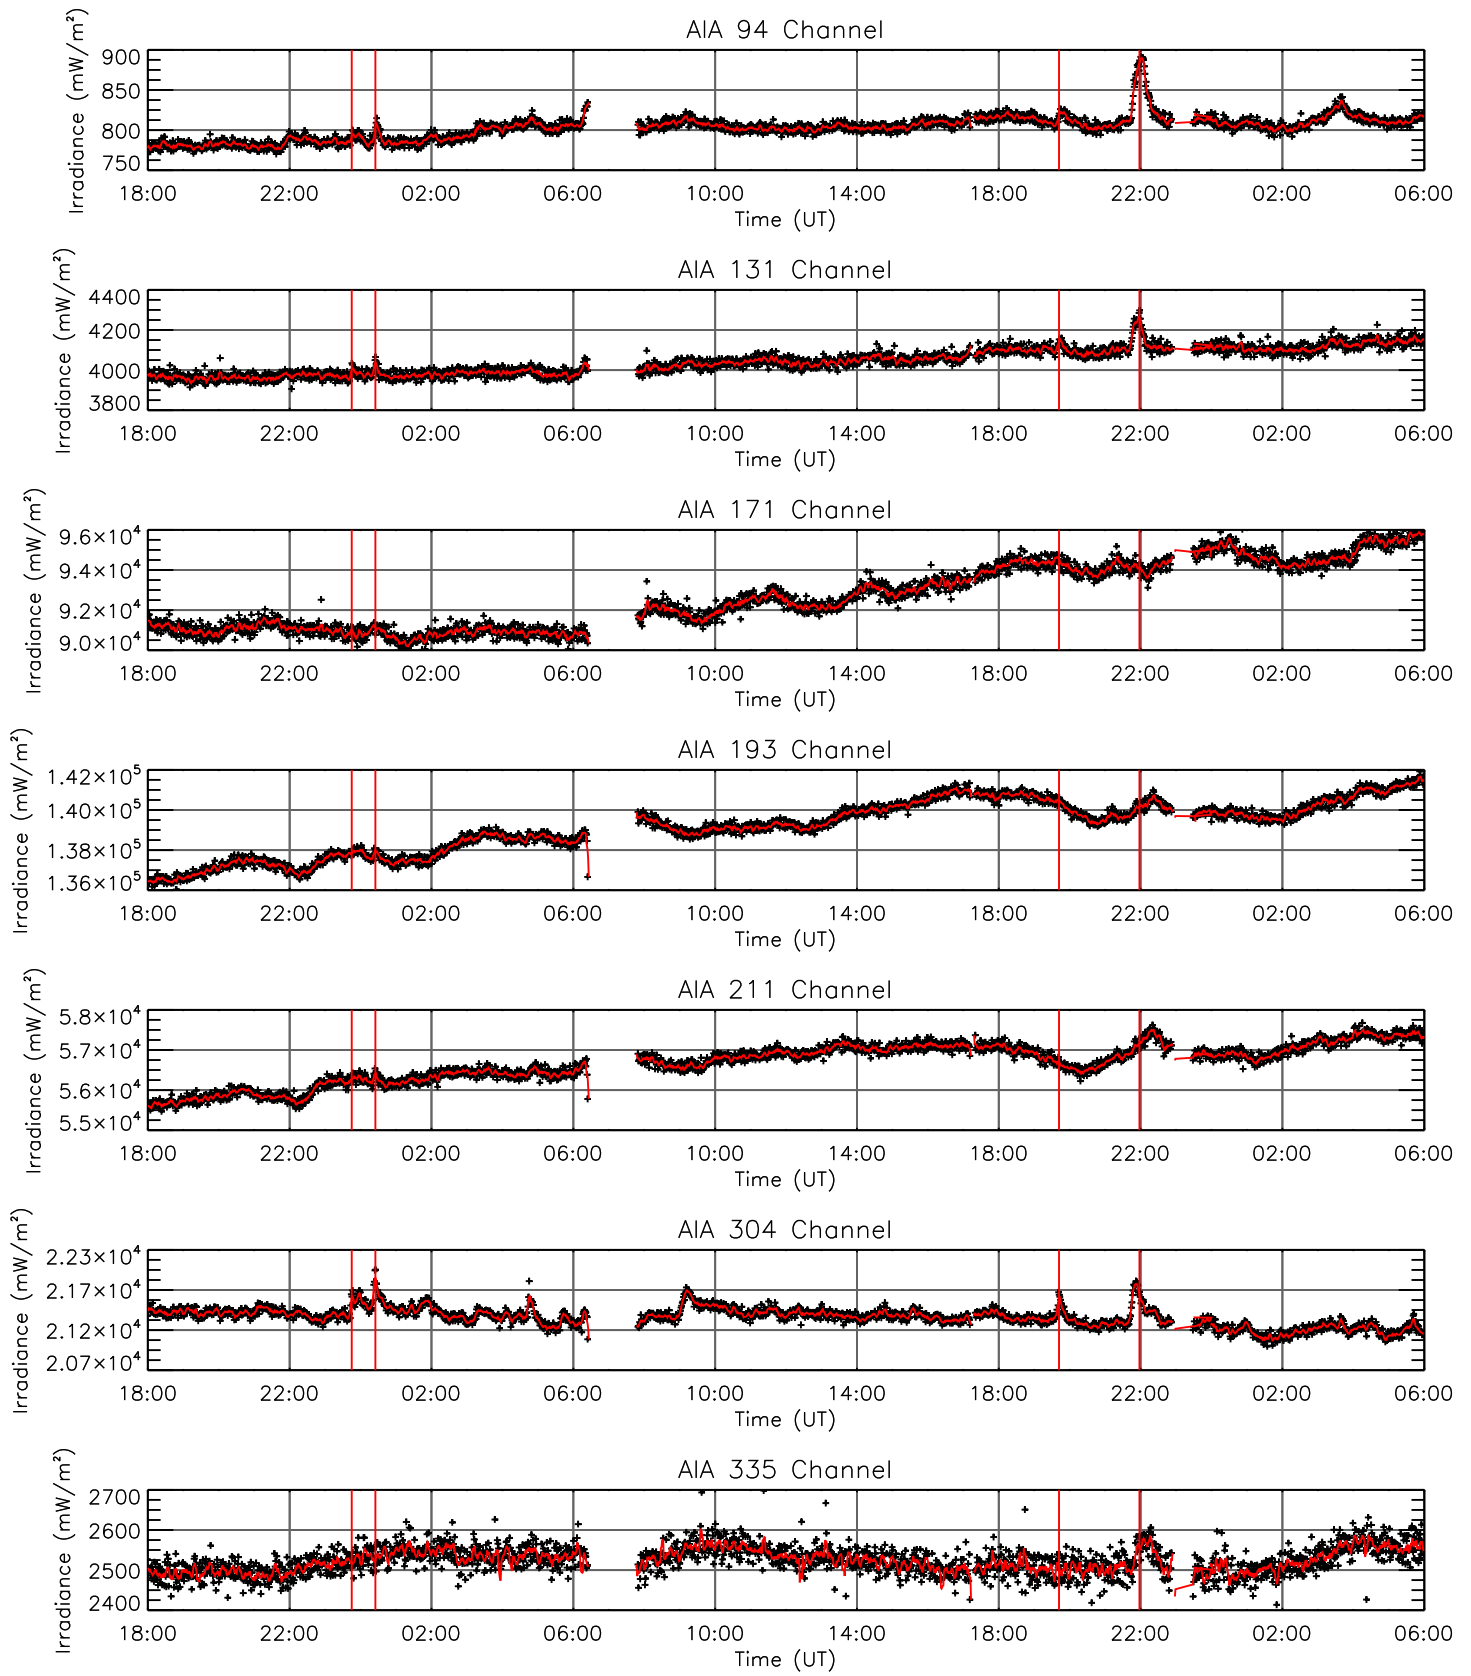 AIA 94 Channel
Irradiance (mW/m²)
900
850
800
750
18:00 22:00 02:00 06:00 10:00 14:00 18:00 22:00 02:00 06:00
Time (UT)
AIA 131 Channel
Irradiance (mW/m²)
4400
4200
4000
3800
18:00 22:00 02:00 06:00 10:00 14:00 18:00 22:00 02:00 06:00
Time (UT)
AIA 171 Channel
Irradiance (mW/m²)
9.6×10⁴
9.4×10⁴
9.2×10⁴
9.0×10⁴
18:00 22:00 02:00 06:00 10:00 14:00 18:00 22:00 02:00 06:00
Time (UT)
AIA 193 Channel
Irradiance (mW/m²)
1.42×10⁵
1.40×10⁵
1.38×10⁵
1.36×10⁵
18:00 22:00 02:00 06:00 10:00 14:00 18:00 22:00 02:00 06:00
Time (UT)
AIA 211 Channel
Irradiance (mW/m²)
5.8×10⁴
5.7×10⁴
5.6×10⁴
5.5×10⁴
18:00 22:00 02:00 06:00 10:00 14:00 18:00 22:00 02:00 06:00
Time (UT)
AIA 304 Channel
Irradiance (mW/m²)
2.23×10⁴
2.17×10⁴
2.12×10⁴
2.07×10⁴
18:00 22:00 02:00 06:00 10:00 14:00 18:00 22:00 02:00 06:00
Time (UT)
AIA 335 Channel
Irradiance (mW/m²)
2700
2600
2500
2400
18:00 22:00 02:00 06:00 10:00 14:00 18:00 22:00 02:00 06:00
Time (UT)